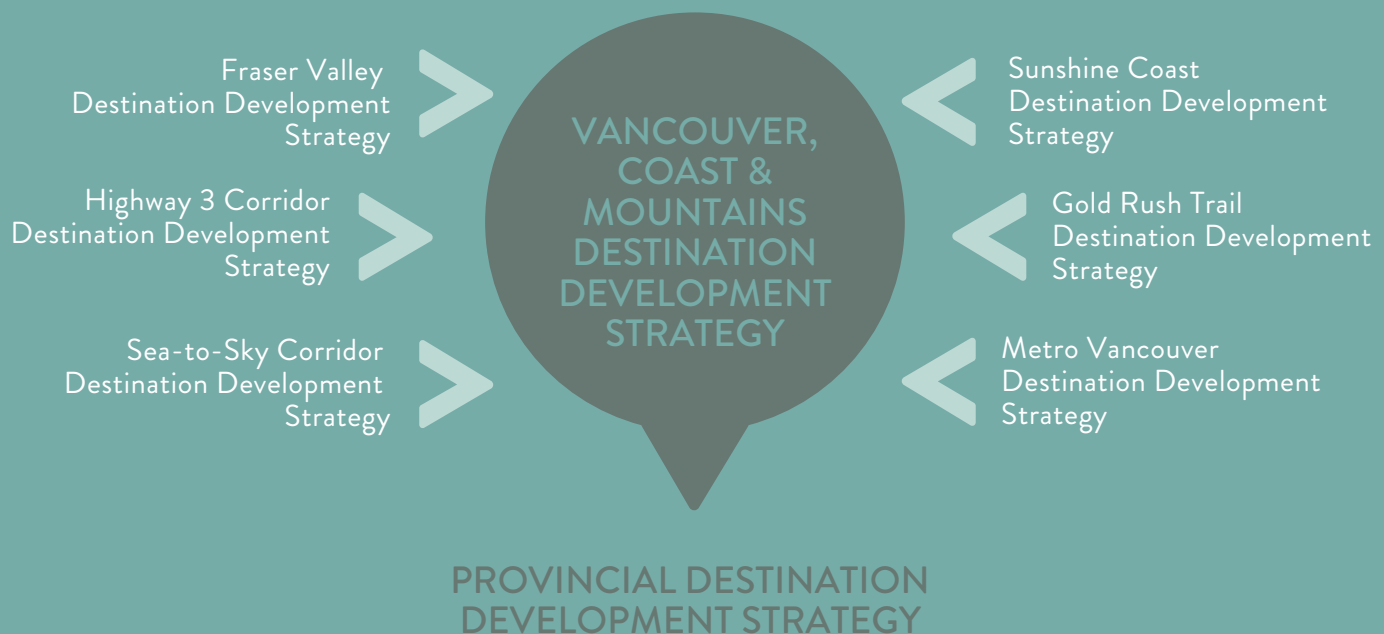 Fraser Valley
Destination Development
Strategy
Highway 3 Corridor
Destination Development
Strategy
Sea-to-Sky Corridor
Destination Development
Strategy
VANCOUVER,
COAST &
MOUNTAINS
DESTINATION
DEVELOPMENT
STRATEGY
Sunshine Coast
Destination Development
Strategy
Gold Rush Trail
Destination Development
Strategy
Metro Vancouver
Destination Development
Strategy
PROVINCIAL DESTINATION
DEVELOPMENT STRATEGY